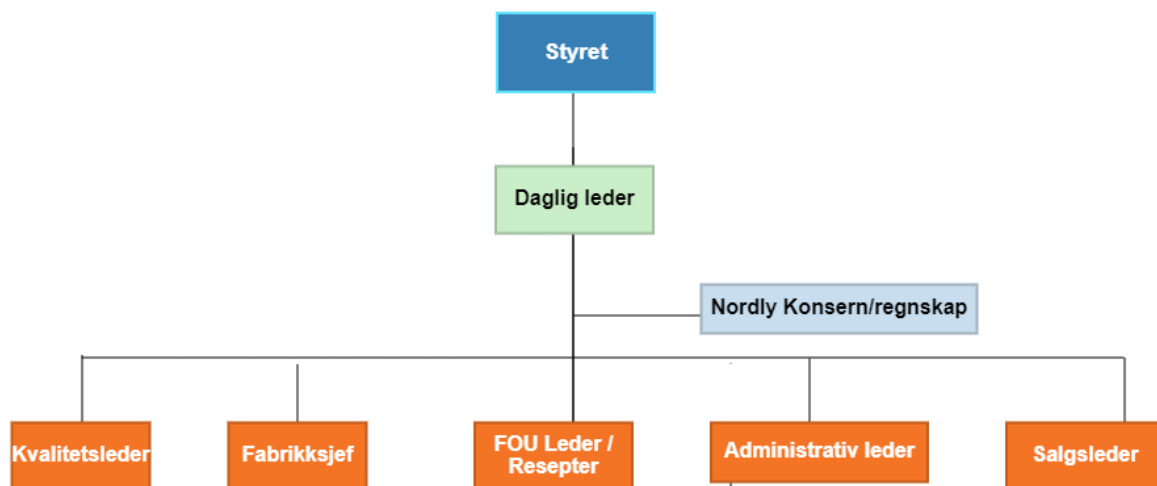 Styret
Daglig leder
Nordly Konsern/regnskap
Kvalitetsleder
Fabrikksjef
FOU Leder /
Resepter
Administrativ leder
Salgsleder